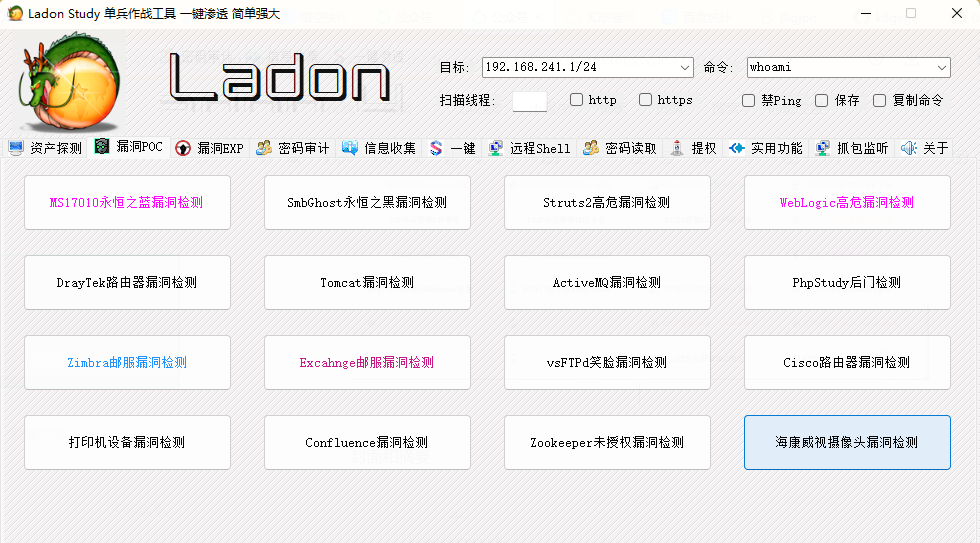 Ladon Study 单兵作战工具 一键渗透 简单强大
Ladon
目标: 192.168.241.1/24 命令: whoami
扫描线程: http https 禁Ping 保存 复制命令
资产探测 漏洞POC 漏洞EXP 密码审计 信息收集 一键 远程Shell 密码读取 提权 实用功能 抓包监听 关于
MS17010永恒之蓝漏洞检测 SmbGhost永恒之黑漏洞检测 Struts2高危漏洞检测 WebLogic高危漏洞检测
DrayTek路由器漏洞检测 Tomcat漏洞检测 ActiveMQ漏洞检测 PhpStudy后门检测
Zimbra邮服漏洞检测 Excahnge邮服漏洞检测 vsFTPd笑脸漏洞检测 Cisco路由器漏洞检测
打印机设备漏洞检测 Confluence漏洞检测 Zookeeper未授权漏洞检测 海康威视摄像头漏洞检测